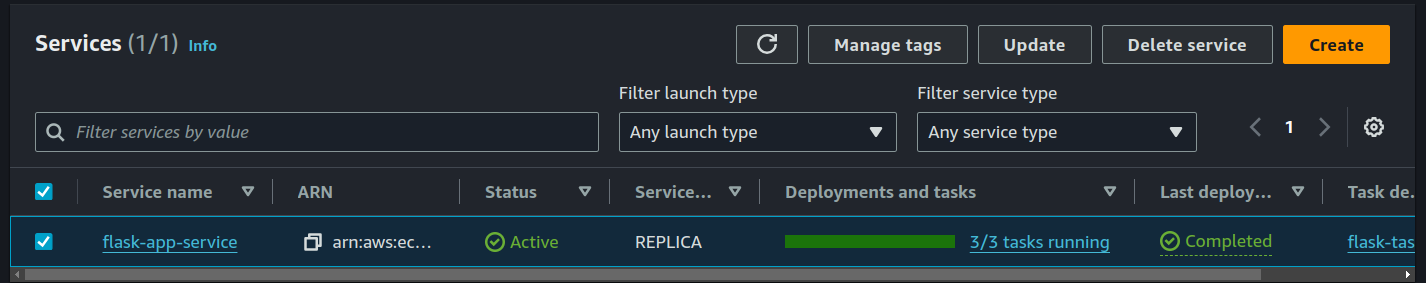 Services (1/1) Info Manage tags Update Delete service Create
Filter launch type Filter service type
Filter services by value Any launch type Any service type 1
Service name ARN Status Service... Deployments and tasks Last deploy... Task de...
flask-app-service arn:aws:ec... Active REPLICA 3/3 tasks running Completed flask-tas